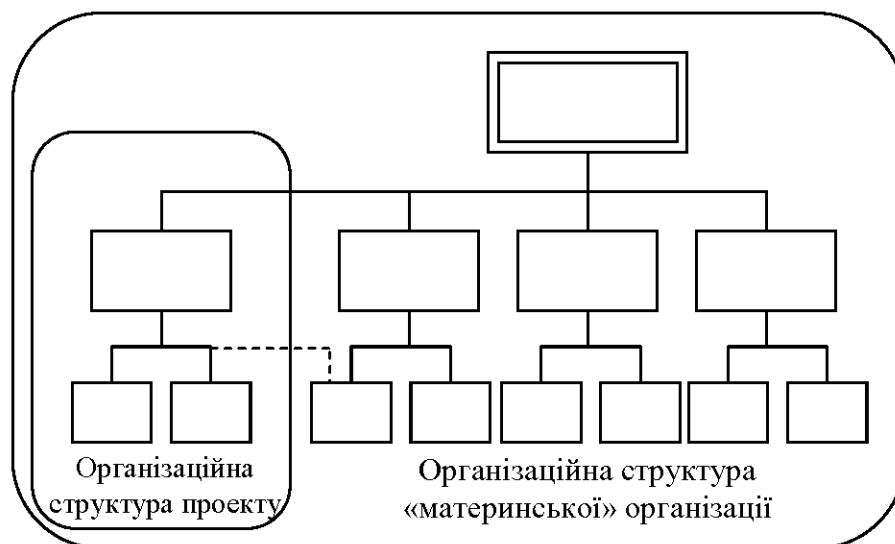 Організаційна
структура проекту
Організаційна структура
«материнської» організації